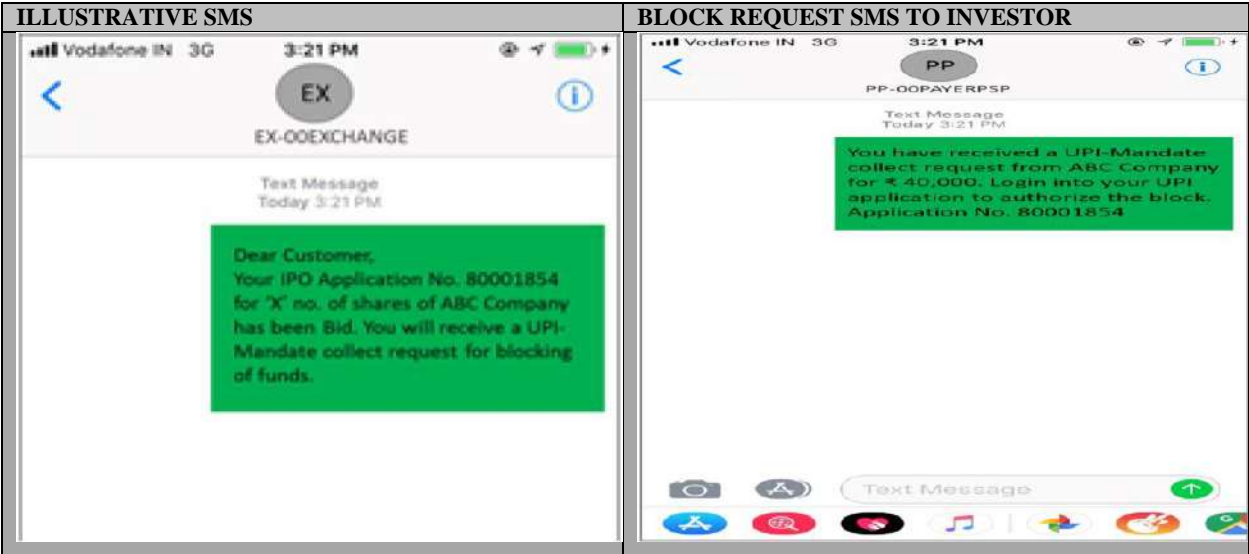 ILLUSTRATIVE SMS
Vodafone IN 3G 3:21 PM
EX
EX-00EXCHANGE
Text Message
Today 3:21 PM
Dear Customer,
Your IPO Application No. 80001854
for 'X' no. of shares of ABC Company
has been Bid. You will receive a UPI-
Mandate collect request for blocking
of funds.
BLOCK REQUEST SMS TO INVESTOR
Vodafone IN 3G 3:21 PM
PP
PP-00PAYERPSP
Text Message
Today 3:21 PM
You have received a UPI-Mandate
collect request from ABC Company
for ₹ 40,000. Login into your UPI
application to authorize the block.
Application No. 80001854
Text Message